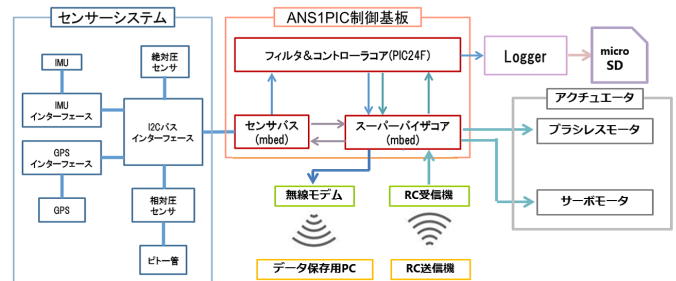 センサーシステム
IMU
IMU
インターフェース
GPS
インターフェース
GPS
絶対圧
センサ
I2Cバス
インターフェース
相対圧
センサ
ピトー管
ANS1PIC制御基板
フィルタ＆コントローラコア(PIC24F)
センサバス
(mbed)
スーパーバイザコア
(mbed)
無線モデム
RC受信機
データ保存用PC
RC送信機
Logger
micro
SD
アクチュエータ
ブラシレスモータ
サーボモータ